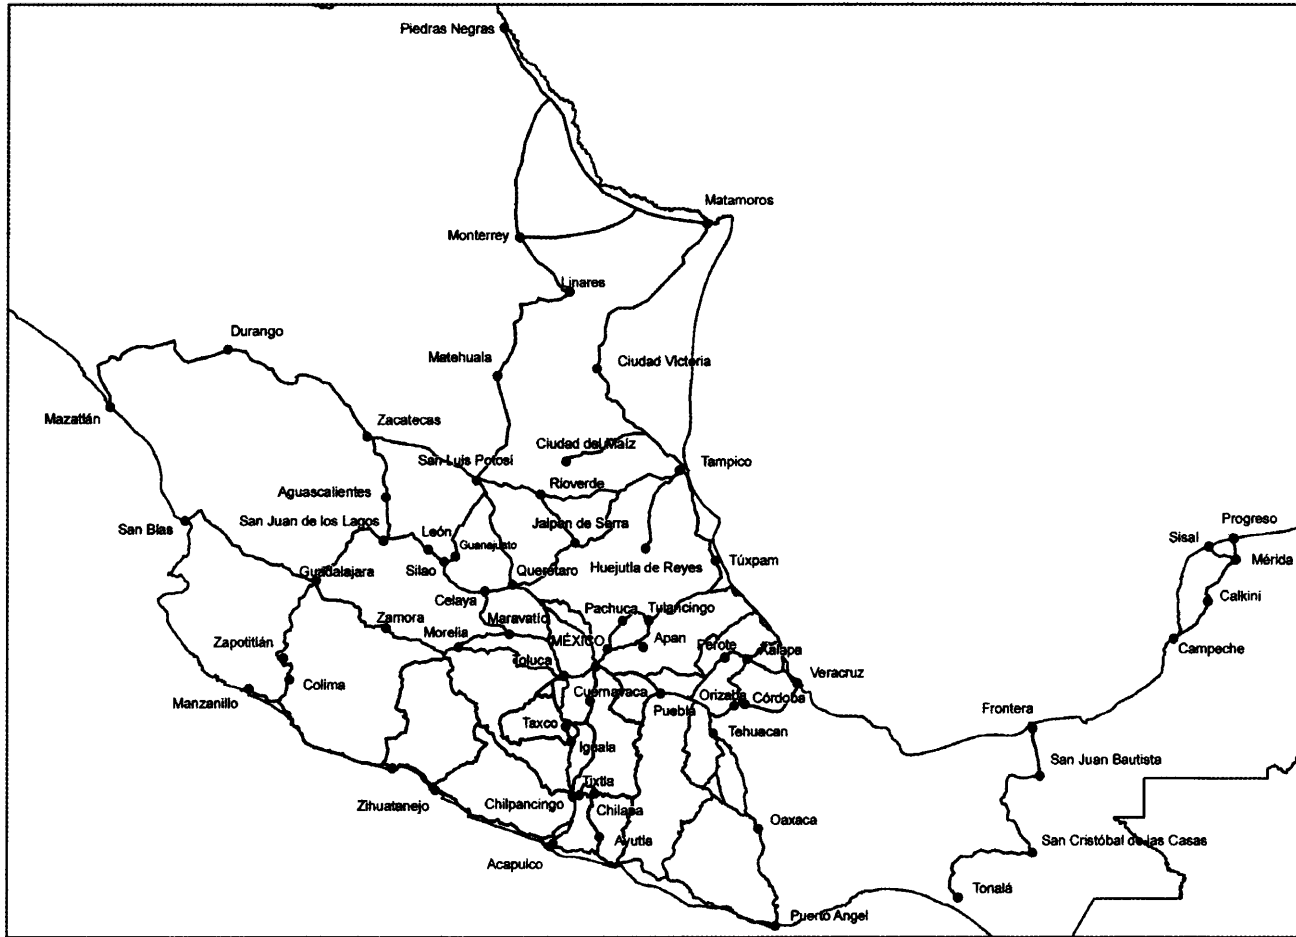 Piedras Negras
Matamoros
Monterrey
Linares
Durango
Matehuala
Ciudad Victoria
Mazatlán
Zacatecas
Ciudad del Maíz
San Luis Potosí
Tampico
Rioverde
Aguascalientes
San Juan de los Lagos
Jalpan de Serra
San Blas
León
Guanajuato
Silao
Querétaro
Huejutla de Reyes
Túxpam
Progreso
Sisal
Mérida
Guadalajara
Celaya
Calkini
Zamora
Maravatío
Pachuca
Tulancingo
Morelia
MÉXICO
Apan
Perote
Xalapa
Campeche
Zapotitlán
Toluca
Colima
Cuernavaca
Veracruz
Manzanillo
Puebla
Orizaba
Córdoba
Frontera
Taxco
Tehuacan
Iguala
San Juan Bautista
Tixtla
Zihuatanejo
Chilpancingo
Chilapa
Oaxaca
Ayutla
San Cristóbal de las Casas
Acapulco
Tonalá
Puerto Angel